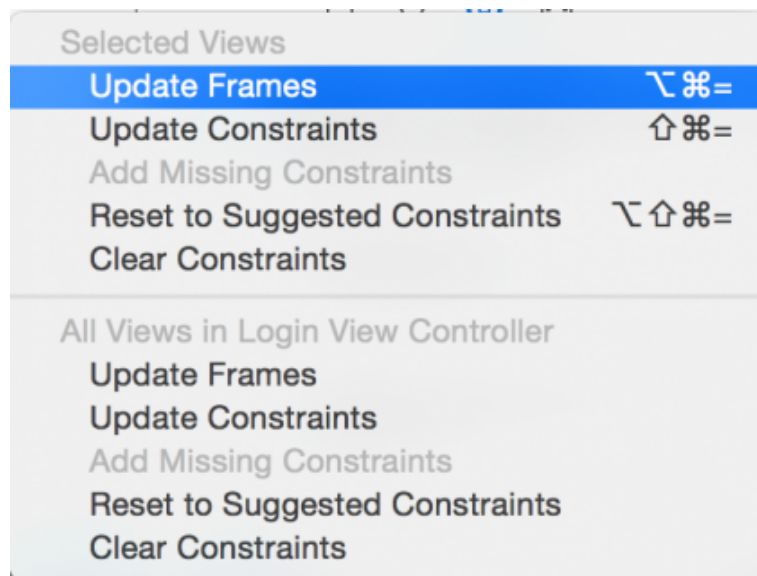 Selected Views
Update Frames ⌥⌘=
Update Constraints ⇧⌘=
Add Missing Constraints
Reset to Suggested Constraints ⌥⇧⌘=
Clear Constraints
All Views in Login View Controller
Update Frames
Update Constraints
Add Missing Constraints
Reset to Suggested Constraints
Clear Constraints